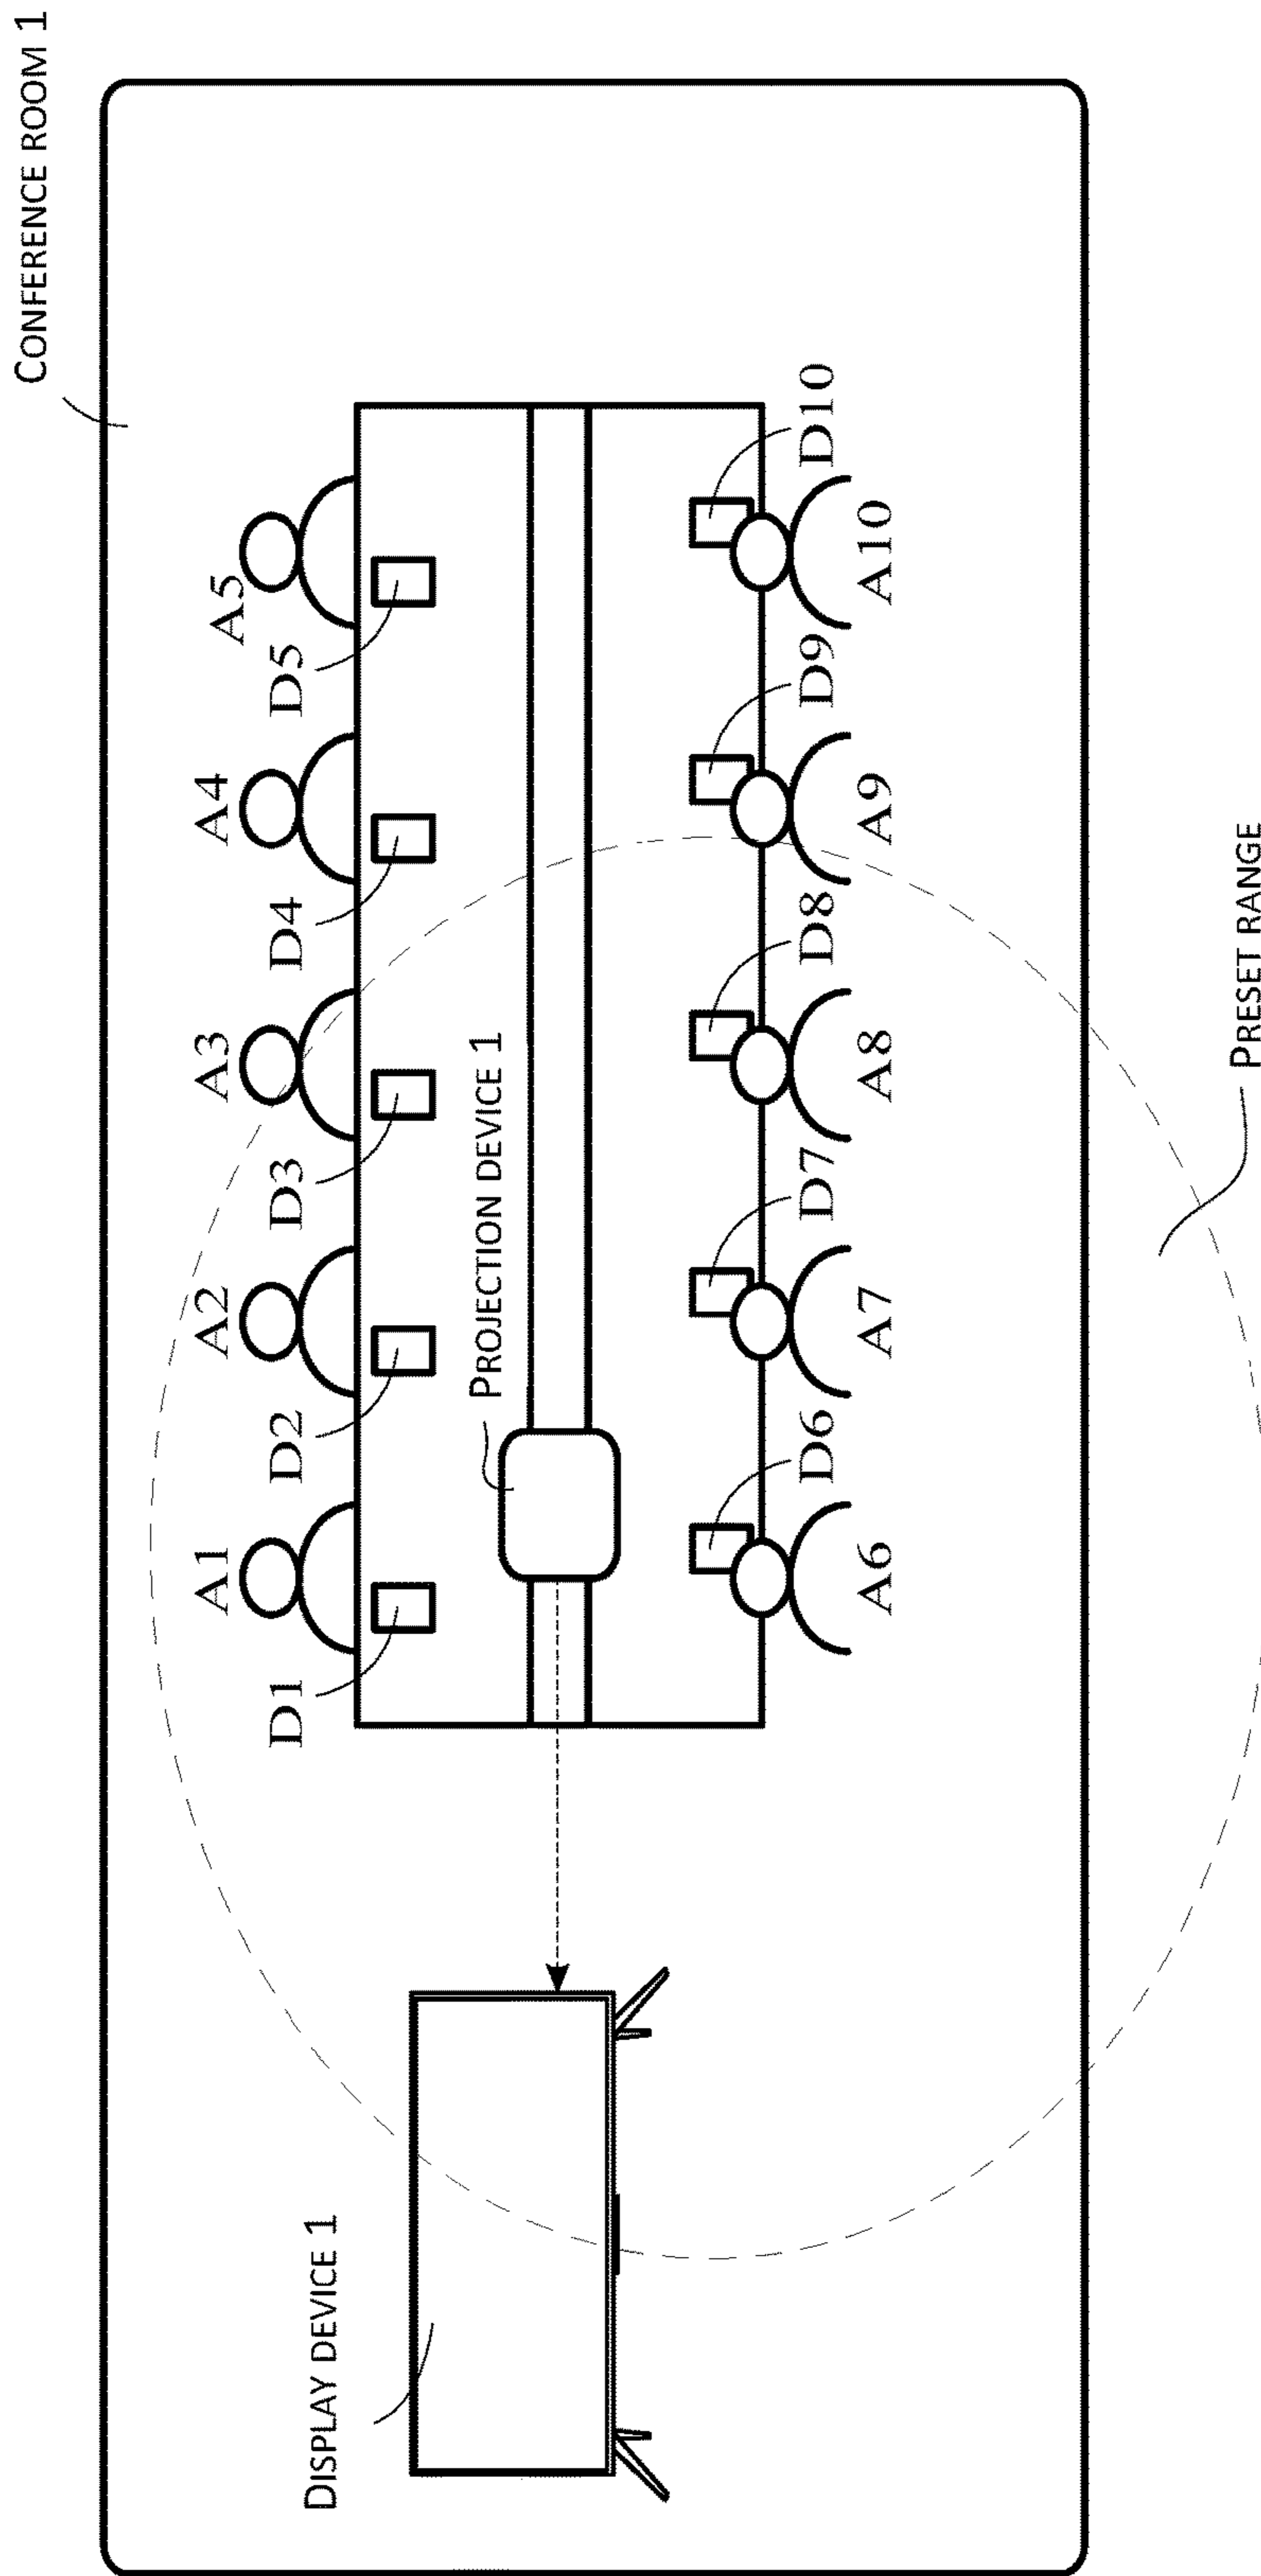 CONFERENCE ROOM 1
DISPLAY DEVICE 1
A1
A2
A3
A4
A5
D1
D2
D3
D4
D5
PROJECTION DEVICE 1
D6
D7
D8
D9
D10
A6
A7
A8
A9
A10
PRESET RANGE